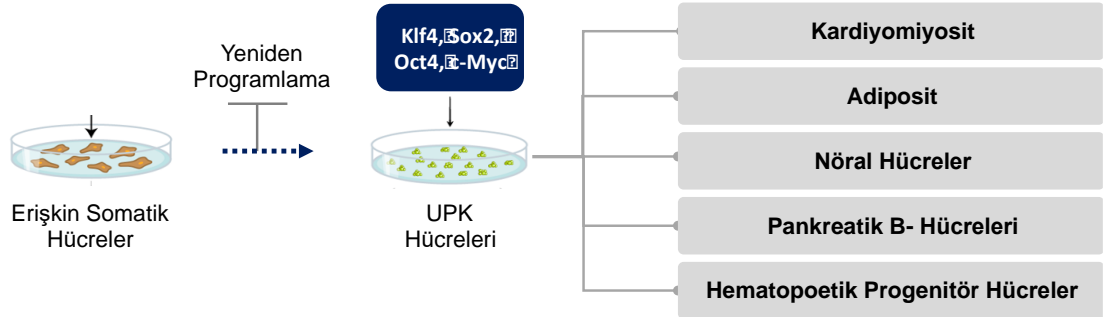 Yeniden
Programlama
Klf4, Sox2,
Oct4, c-Myc
Erişkin Somatik
Hücreler
UPK
Hücreleri
Kardiyomiyosit
Adiposit
Nöral Hücreler
Pankreatik B- Hücreleri
Hematopoetik Progenitör Hücreler